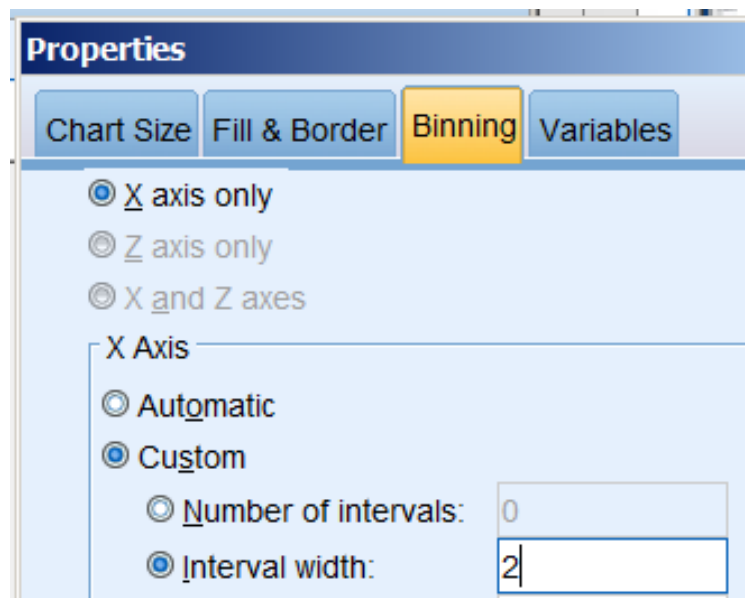 Properties
Chart Size Fill & Border Binning Variables
X axis only
Z axis only
X and Z axes
X Axis
Automatic
Custom
Number of intervals: 0
Interval width: 2